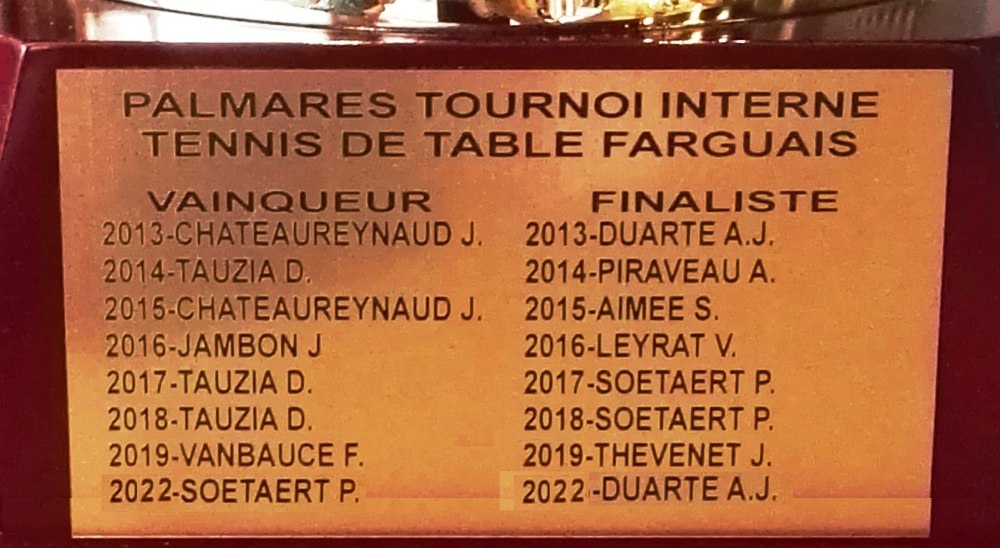 PALMARES TOURNOI INTERNE
TENNIS DE TABLE FARGUAIS
VAINQUEUR
2013-CHATEAUREYNAUD J.
2014-TAUZIA D.
2015-CHATEAUREYNAUD J.
2016-JAMBON J
2017-TAUZIA D.
2018-TAUZIA D.
2019-VANBAUCE F.
2022-SOETAERT P.
FINALISTE
2013-DUARTE A.J.
2014-PIRAVEAU A.
2015-AIMEE S.
2016-LEYRAT V.
2017-SOETAERT P.
2018-SOETAERT P.
2019-THEVENET J.
2022-DUARTE A.J.